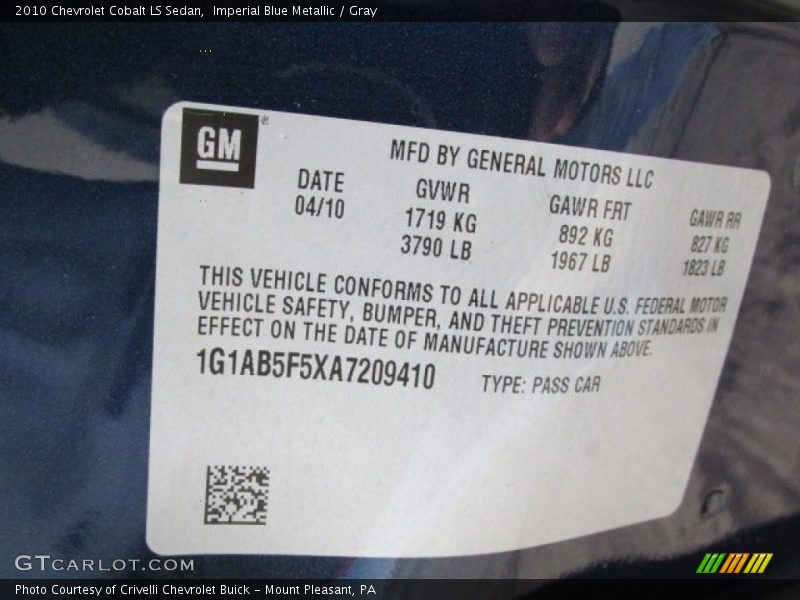 2010 Chevrolet Cobalt LS Sedan,  Imperial Blue Metallic / Gray
GM®
MFD BY GENERAL MOTORS LLC
DATE GVWR GAWR FRT GAWR RR
04/10 1719 KG 892 KG 827 KG
3790 LB 1967 LB 1823 LB
THIS VEHICLE CONFORMS TO ALL APPLICABLE U.S. FEDERAL MOTOR
VEHICLE SAFETY, BUMPER, AND THEFT PREVENTION STANDARDS IN
EFFECT ON THE DATE OF MANUFACTURE SHOWN ABOVE.
1G1AB5F5XA7209410 TYPE: PASS CAR
GTCARLOT.COM
Photo Courtesy of Crivelli Chevrolet Buick - Mount Pleasant, PA